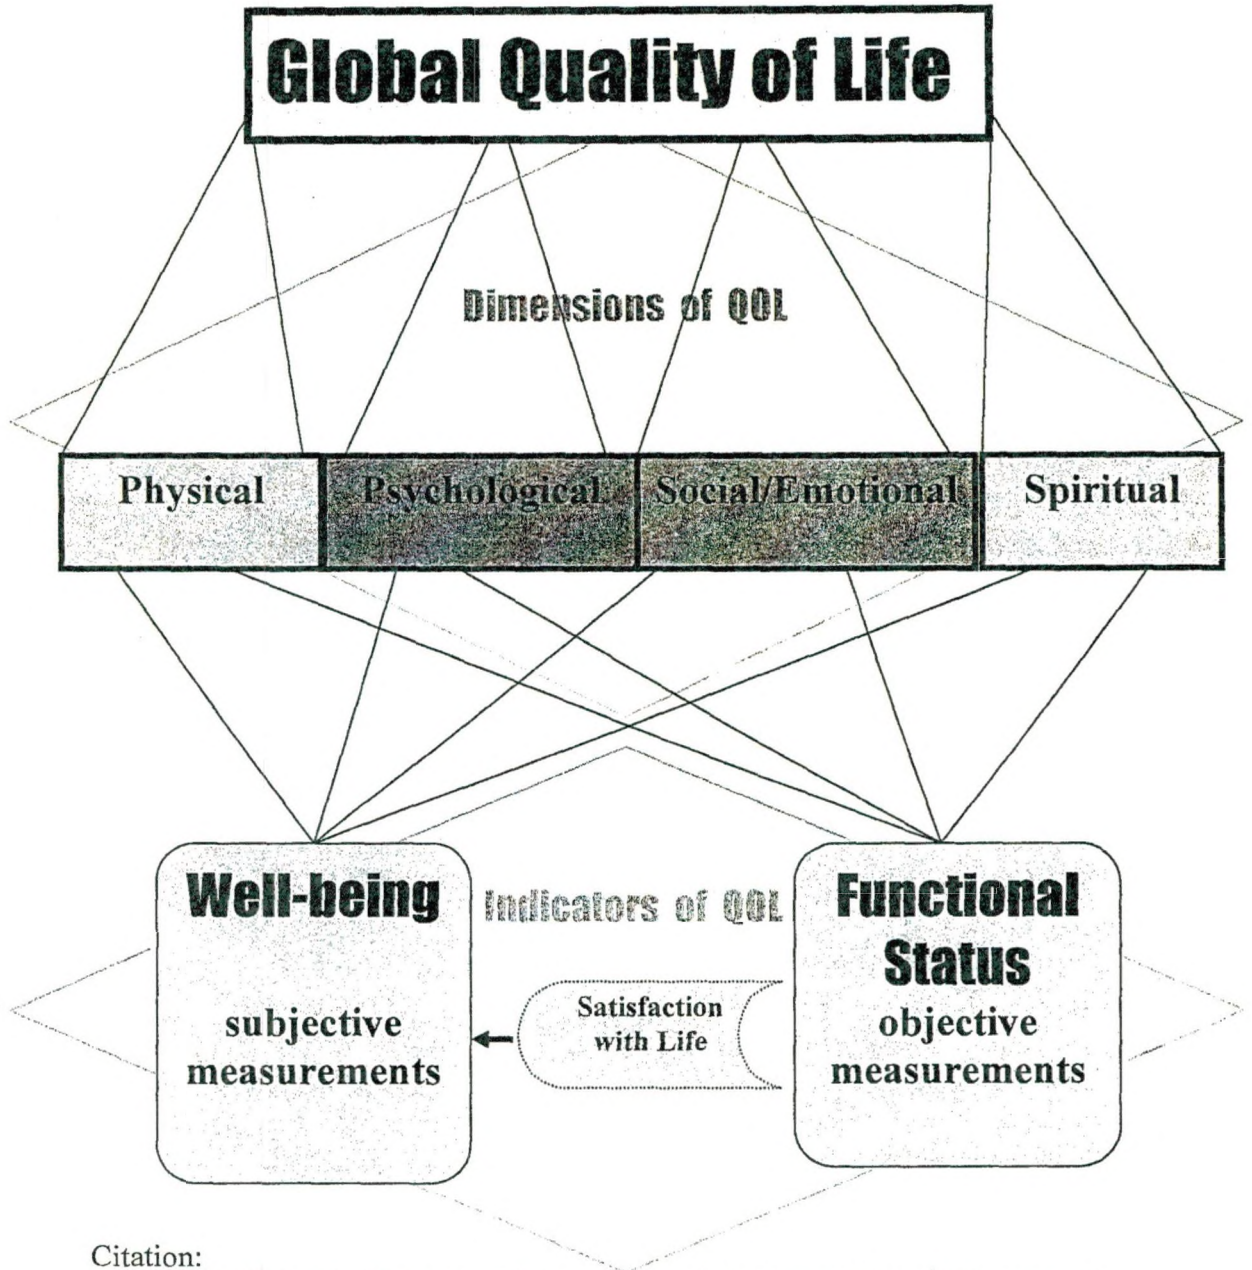 Global Quality of Life
Dimensions of QOL
Physical
Psychological
Social/Emotional
Spiritual
Well-being
subjective
measurements
Indicators of QOL
Satisfaction
with Life
Functional
Status
objective
measurements
Citation: